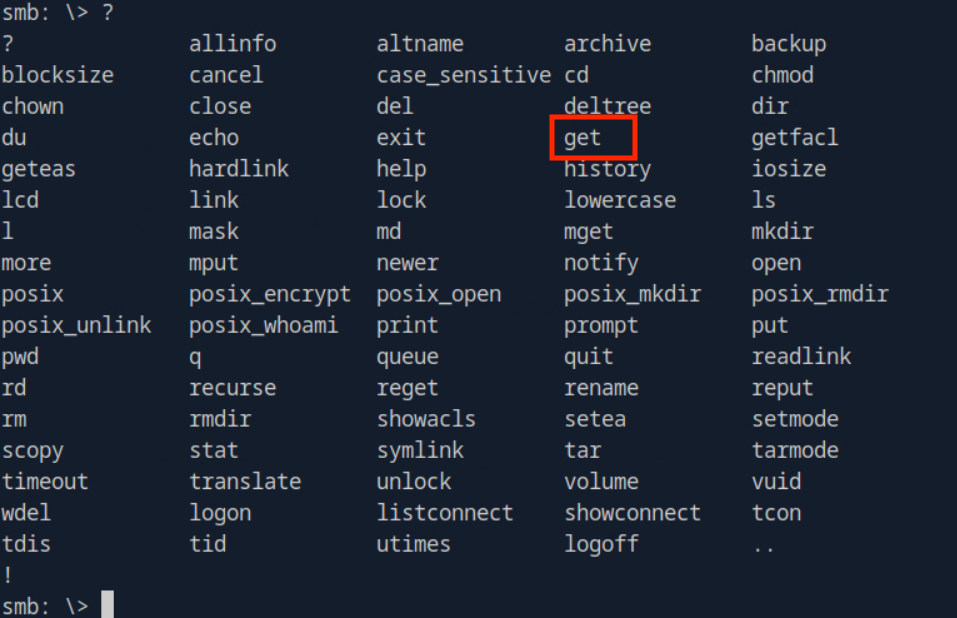 smb: \> ?
? allinfo altname archive backup
blocksize cancel case_sensitive cd chmod
chown close del deltree dir
du echo exit get getfacl
geteas hardlink help history iosize
lcd link lock lowercase ls
l mask md mget mkdir
more mput newer notify open
posix posix_encrypt posix_open posix_mkdir posix_rmdir
posix_unlink posix_whoami print prompt put
pwd q queue quit readlink
rd recurse reget rename reput
rm rmdir showacls setea setmode
scopy stat symlink tar tarmode
timeout translate unlock volume vuid
wdel logon listconnect showconnect tcon
tdis tid utimes logoff ..
!
smb: \>